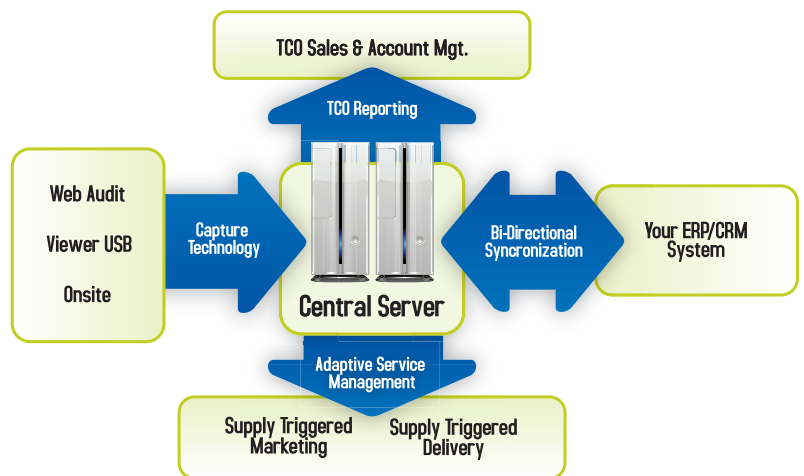 TCO Sales & Account Mgt.
TCO Reporting
Web Audit
Viewer USB
Onsite
Capture
Technology
Central Server
Bi-Directional
Syncronization
Your ERP/CRM
System
Adaptive Service
Management
Supply Triggered
Marketing
Supply Triggered
Delivery